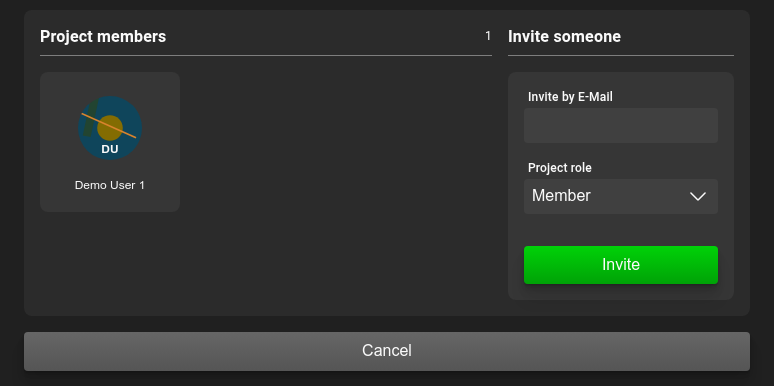 Project members 1
DU
Demo User 1
Invite someone
Invite by E-Mail
Project role
Member
Invite
Cancel